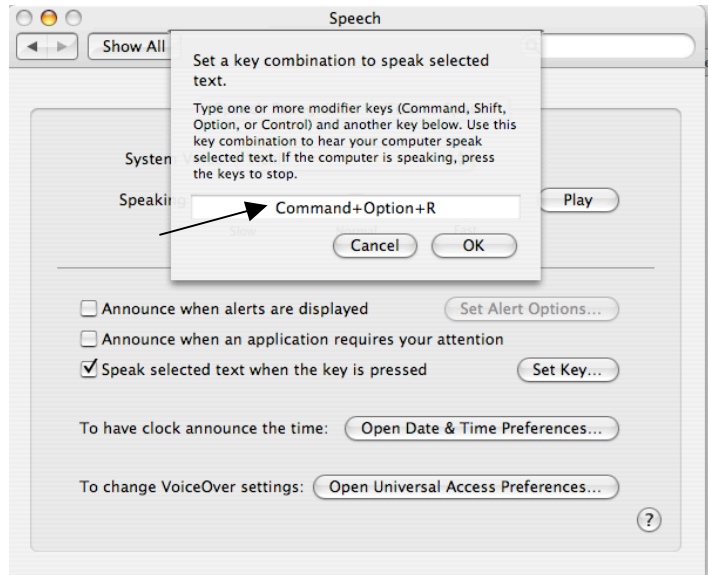 Speech
Show All
Set a key combination to speak selected
text.
Type one or more modifier keys (Command, Shift,
Option, or Control) and another key below. Use this
key combination to hear your computer speak
selected text. If the computer is speaking, press
the keys to stop.
System
Speaking
Command+Option+R
Play
Slow Normal Fast
Cancel OK
Announce when alerts are displayed Set Alert Options...
Announce when an application requires your attention
Speak selected text when the key is pressed Set Key...
To have clock announce the time: Open Date & Time Preferences...
To change VoiceOver settings: Open Universal Access Preferences...
?